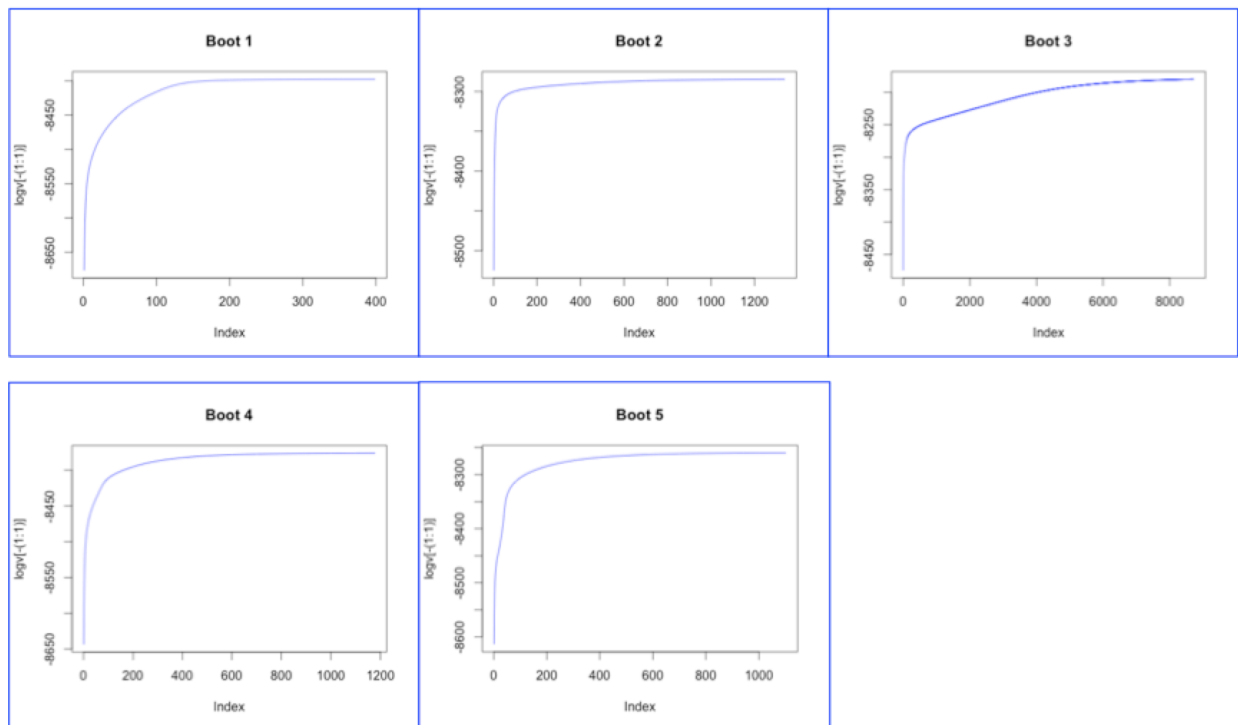 Boot 1
logv[-(1:1)]
-8450
-8550
-8650
0 100 200 300 400
Index
Boot 2
logv[-(1:1)]
-8300
-8400
-8500
0 200 400 600 800 1000 1200
Index
Boot 3
logv[-(1:1)]
-8250
-8350
-8450
0 2000 4000 6000 8000
Index
Boot 4
logv[-(1:1)]
-8450
-8550
-8650
0 200 400 600 800 1000 1200
Index
Boot 5
logv[-(1:1)]
-8300
-8400
-8500
-8600
0 200 400 600 800 1000
Index